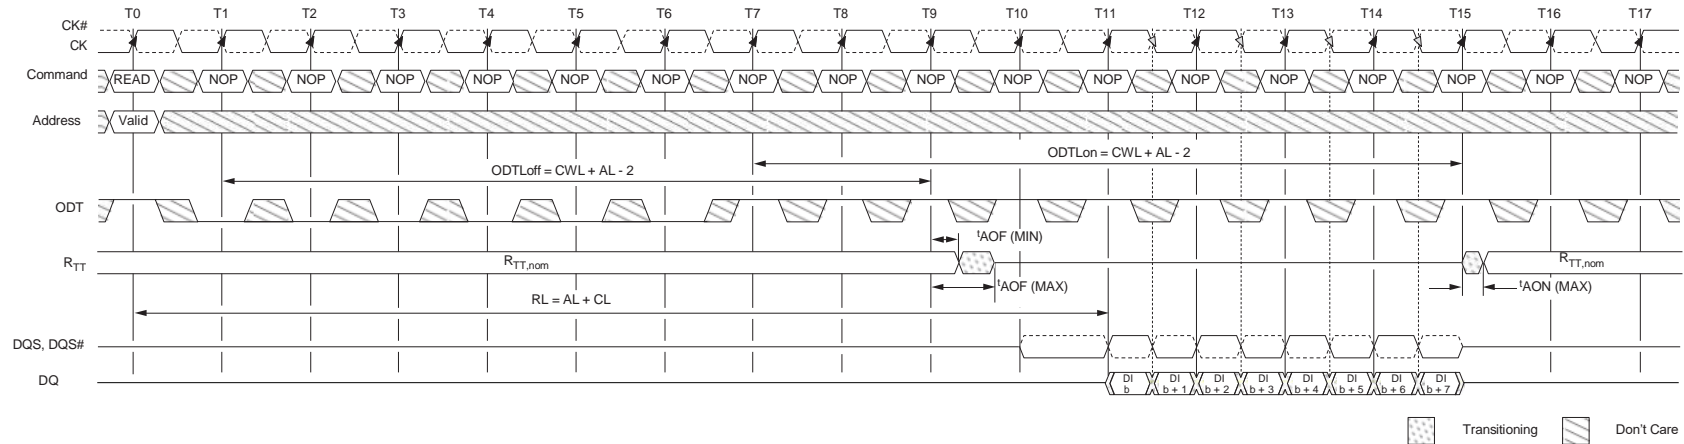 T0 T1 T2 T3 T4 T5 T6 T7 T8 T9 T10 T11 T12 T13 T14 T15 T16 T17
CK#
CK
Command READ NOP NOP NOP NOP NOP NOP NOP NOP NOP NOP NOP NOP NOP NOP NOP NOP NOP
Address Valid
ODTLon = CWL + AL - 2
ODTLoff = CWL + AL - 2
ODT
tAOF (MIN)
RTT RTT,nom RTT,nom
tAOF (MAX) tAON (MAX)
RL = AL + CL
DQS, DQS#
DQ DI b DI b + 1 DI b + 2 DI b + 3 DI b + 4 DI b + 5 DI b + 6 DI b + 7
Transitioning Don't Care